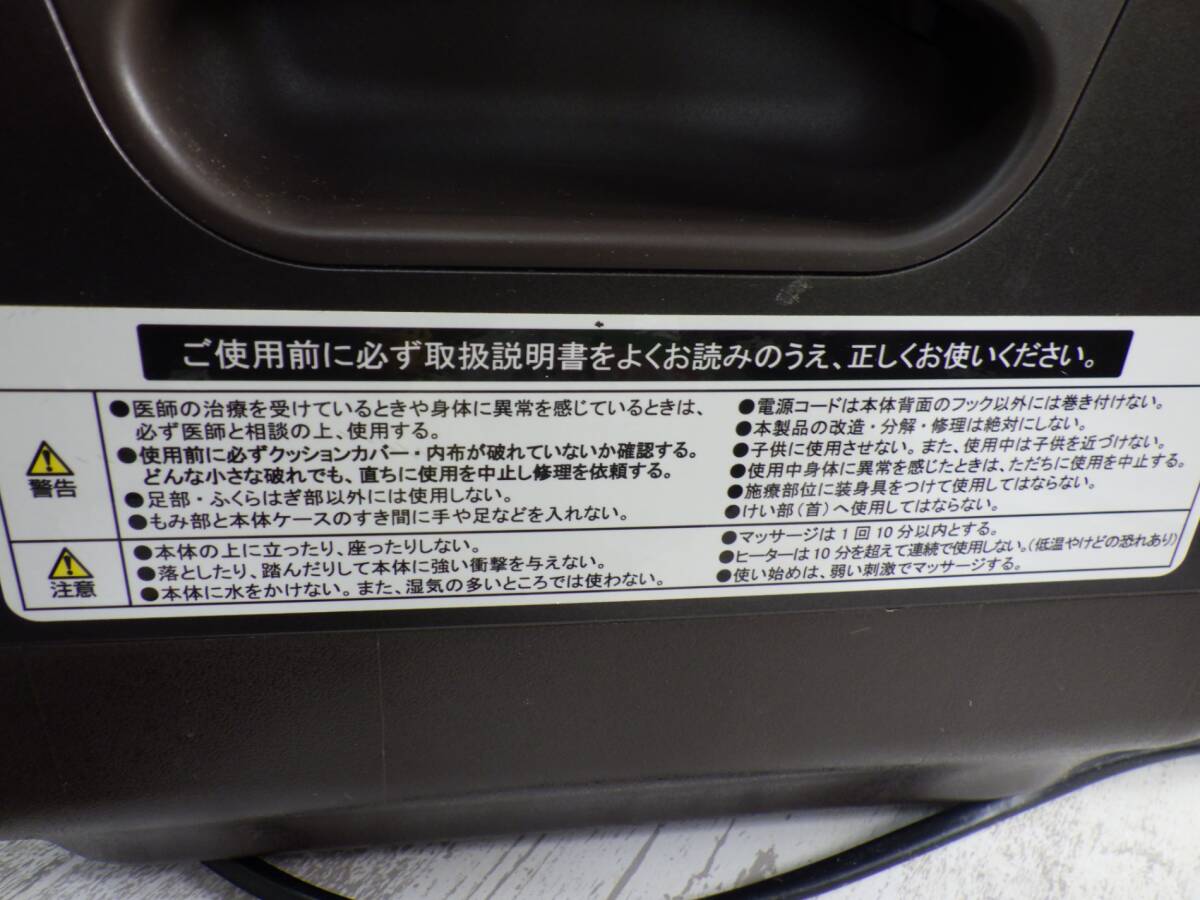 ご使用前に必ず取扱説明書をよくお読みのうえ、正しくお使いください。
警告
●医師の治療を受けているときや身体に異常を感じているときは、
必ず医師と相談の上、使用する。
●使用前に必ずクッションカバー・内布が破れていないか確認する。
どんな小さな破れでも、直ちに使用を中止し修理を依頼する。
●足部・ふくらはぎ部以外には使用しない。
●もみ部と本体ケースのすき間に手や足などを入れない。
●電源コードは本体背面のフック以外には巻き付けない。
●本製品の改造・分解・修理は絶対にしない。
●子供に使用させない。また、使用中は子供を近づけない。
●使用中身体に異常を感じたときは、ただちに使用を中止する。
●施療部位に装身具をつけて使用してはならない。
●けい部（首）へ使用してはならない。
注意
●本体の上に立ったり、座ったりしない。
●落としたり、踏んだりして本体に強い衝撃を与えない。
●本体に水をかけない。また、湿気の多いところでは使わない。
●マッサージは1回10分以内とする。
●ヒーターは10分を超えて連続で使用しない。（低温やけどの恐れあり）
●使い始めは、弱い刺激でマッサージする。